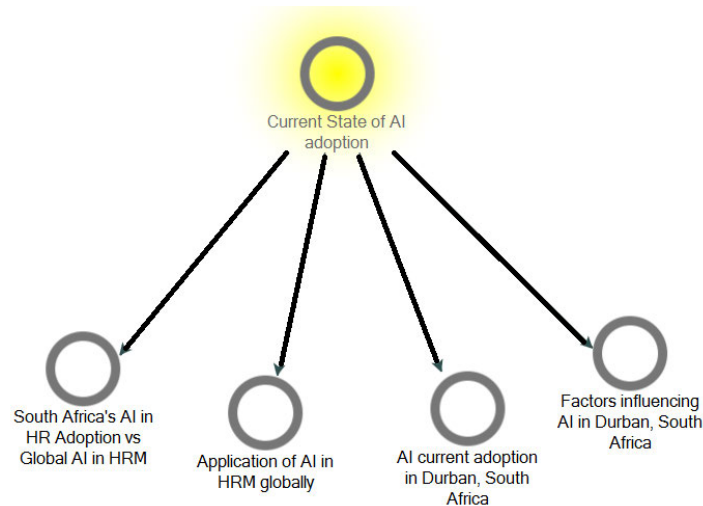 Current State of AI
adoption
South Africa's AI in
HR Adoption vs
Global AI in HRM
Application of AI in
HRM globally
AI current adoption
in Durban, South
Africa
Factors influencing
AI in Durban, South
Africa